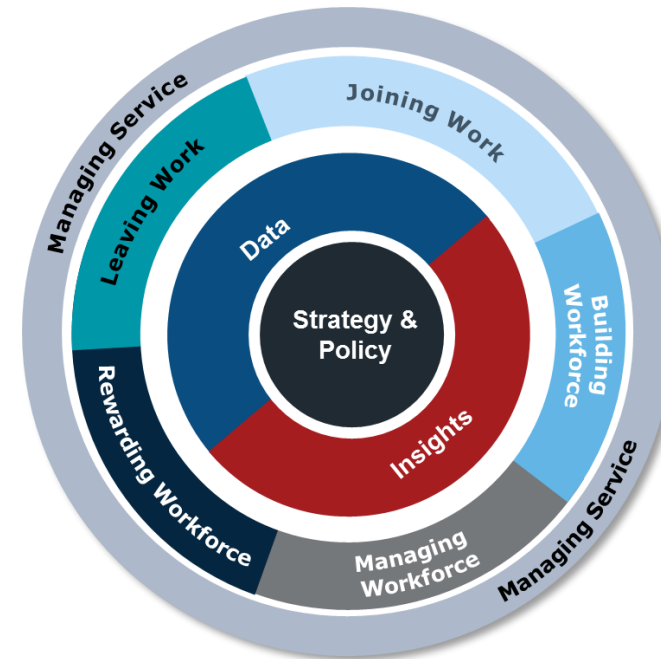 Managing Service
Joining Work
Leaving Work
Data
Building
Workforce
Strategy &
Policy
Rewarding Workforce
Insights
Managing
Workforce
Managing Service